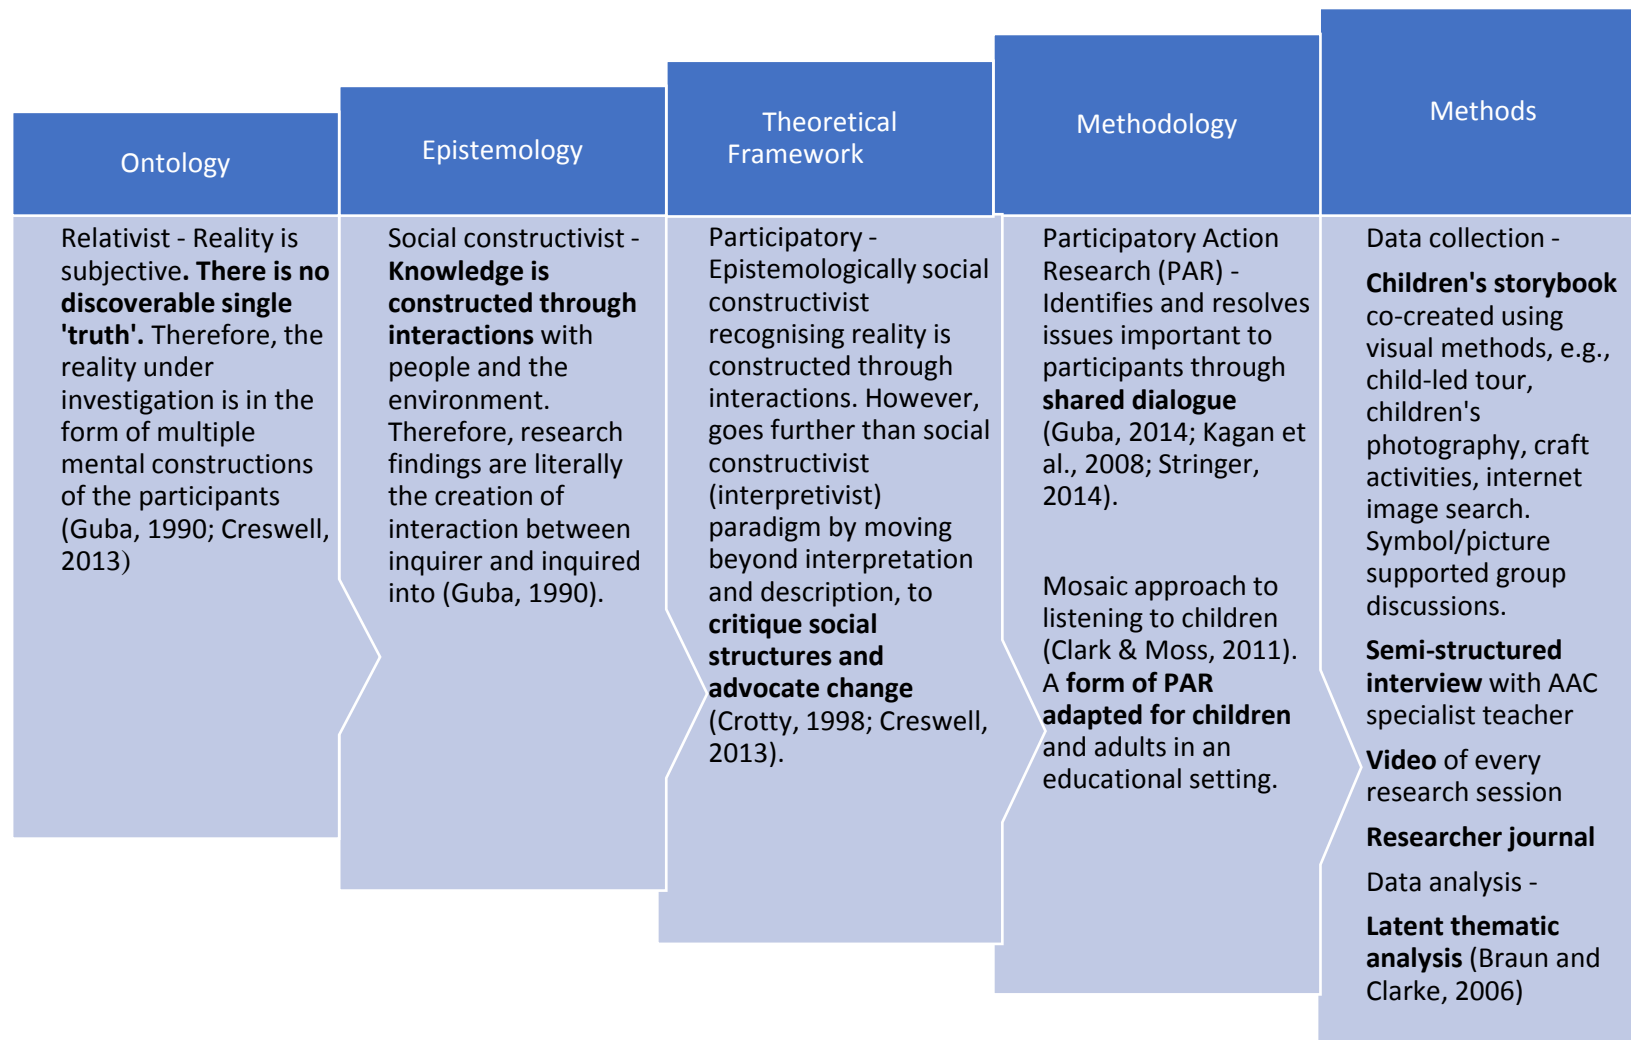 Ontology
Relativist - Reality is
subjective. There is no
discoverable single
'truth'. Therefore, the
reality under
investigation is in the
form of multiple
mental constructions
of the participants
(Guba, 1990; Creswell,
2013)
Epistemology
Social constructivist -
Knowledge is
constructed through
interactions with
people and the
environment.
Therefore, research
findings are literally
the creation of
interaction between
inquirer and inquired
into (Guba, 1990).
Theoretical
Framework
Participatory -
Epistemologically social
constructivist
recognising reality is
constructed through
interactions. However,
goes further than social
constructivist
(interpretivist)
paradigm by moving
beyond interpretation
and description, to
critique social
structures and
advocate change
(Crotty, 1998; Creswell,
2013).
Methodology
Participatory Action
Research (PAR) -
Identifies and resolves
issues important to
participants through
shared dialogue
(Guba, 2014; Kagan et
al., 2008; Stringer,
2014).
Mosaic approach to
listening to children
(Clark & Moss, 2011).
A form of PAR
adapted for children
and adults in an
educational setting.
Methods
Data collection -
Children's storybook
co-created using
visual methods, e.g.,
child-led tour,
children's
photography, craft
activities, internet
image search.
Symbol/picture
supported group
discussions.
Semi-structured
interview with AAC
specialist teacher
Video of every
research session
Researcher journal
Data analysis -
Latent thematic
analysis (Braun and
Clarke, 2006)